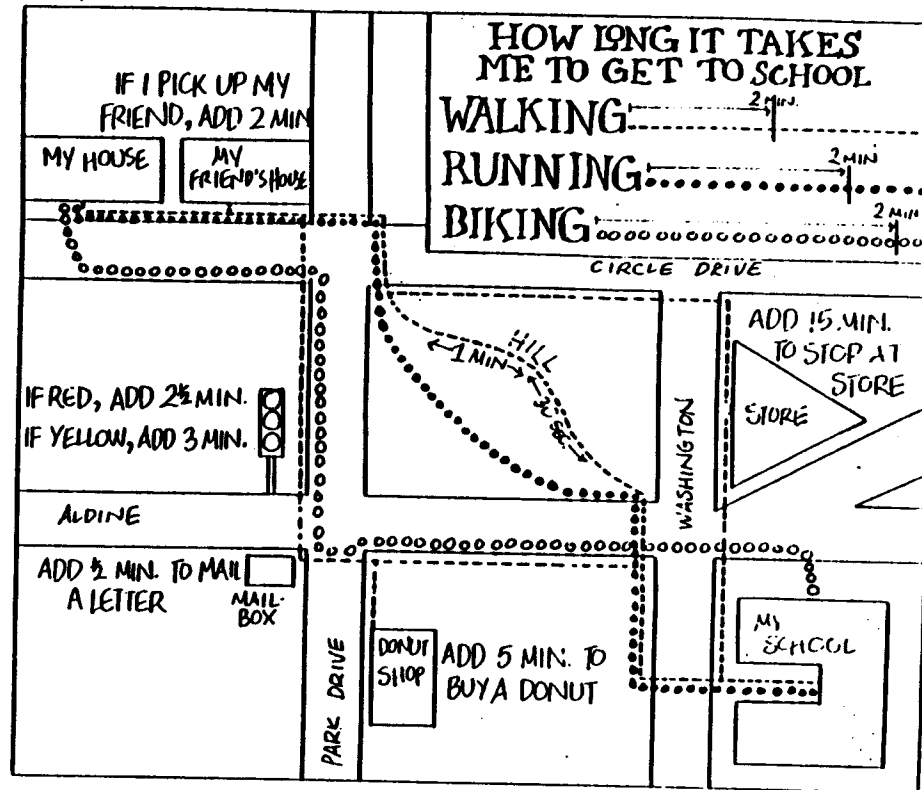 HOW LONG IT TAKES
ME TO GET TO SCHOOL
WALKING
2 MIN.
RUNNING
2 MIN
BIKING
2 MIN
IF I PICK UP MY
FRIEND, ADD 2 MIN
MY HOUSE
MY
FRIEND'S HOUSE
CIRCLE DRIVE
HILL
1 MIN
ADD 15 MIN.
TO STOP AT
STORE
STORE
IF RED, ADD 2½ MIN.
IF YELLOW, ADD 3 MIN.
WASHINGTON
ALDINE
ADD ½ MIN. TO MAIL
A LETTER
MAIL-
BOX
PARK DRIVE
DONUT
SHOP
ADD 5 MIN. TO
BUY A DONUT
MY
SCHOOL